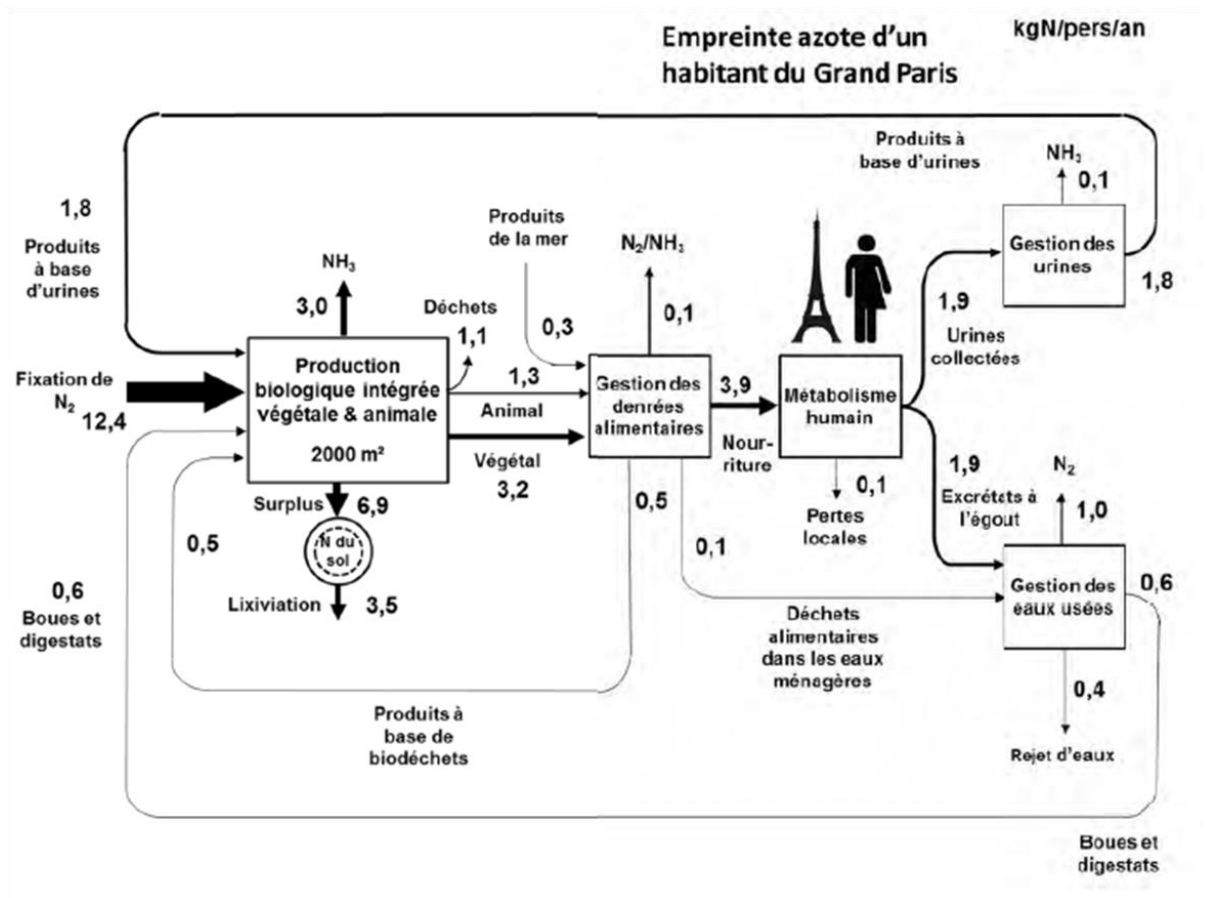 Empreinte azote d’un
habitant du Grand Paris
kgN/pers/an
Produits à
base d’urines
NH₃
0,1
Gestion des
urines
1,8
1,8
Produits
à base
d’urines
NH₃
3,0
Déchets
1,1
Produits
de la mer
0,3
N₂/NH₃
0,1
1,9
Urines
collectées
Fixation de
N₂
12,4
Production
biologique intégrée
végétale & animale
2000 m²
1,3
Animal
Végétal
3,2
Gestion des
denrées
alimentaires
3,9
Nour-
riture
Métabolisme
humain
0,1
Pertes
locales
1,9
Excrétats à
l’égout
N₂
1,0
Surplus
6,9
N du
sol
Lixiviation
3,5
0,5
0,5
0,1
Déchets
alimentaires
dans les eaux
ménagères
Gestion des
eaux usées
0,6
0,6
Boues et
digestats
0,4
Rejet d’eaux
Produits à
base de
biodéchets
Boues et
digestats